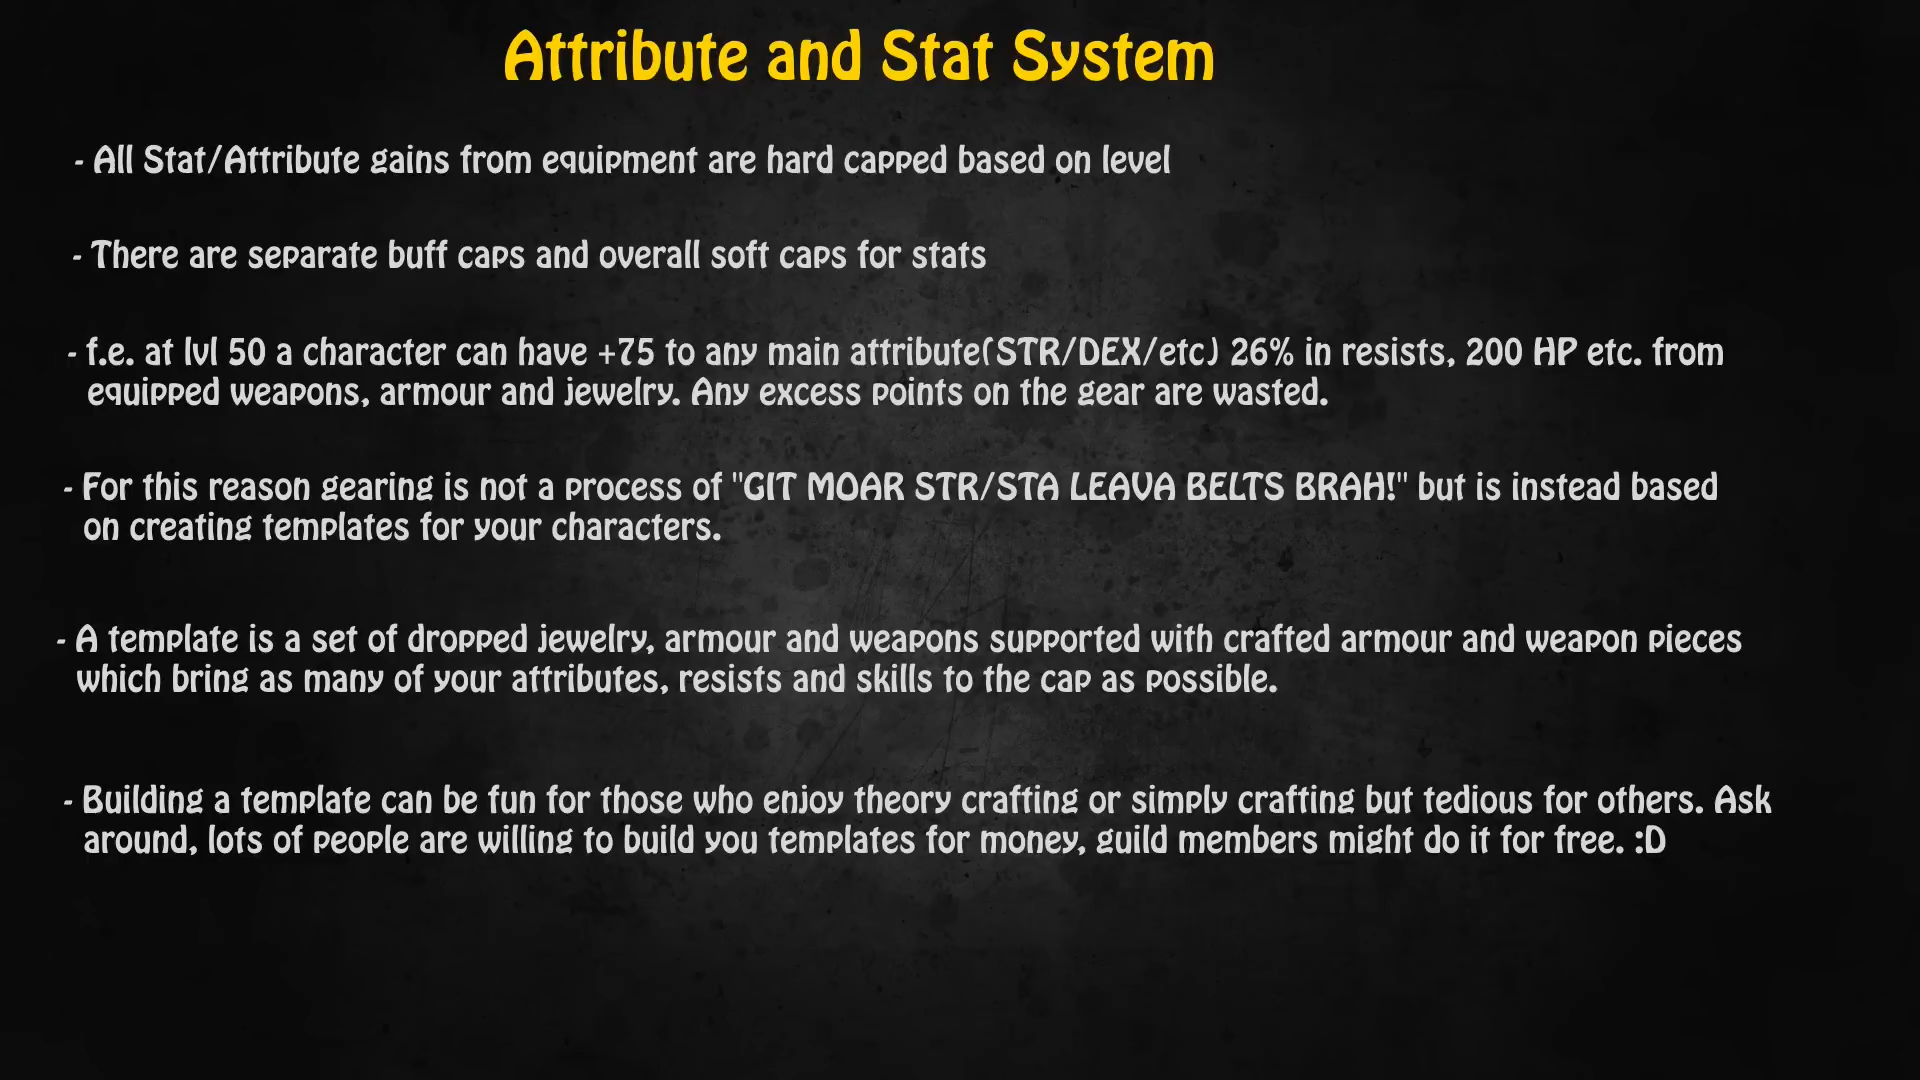 Attribute and Stat System
- All Stat/Attribute gains from equipment are hard capped based on level
- There are separate buff caps and overall soft caps for stats
- f.e. at lvl 50 a character can have +75 to any main attribute(STR/DEX/etc) 26% in resists, 200 HP etc. from
equipped weapons, armour and jewelry. Any excess points on the gear are wasted.
- For this reason gearing is not a process of "GIT MOAR STR/STA LEAVA BELTS BRAH!" but is instead based
on creating templates for your characters.
- A template is a set of dropped jewelry, armour and weapons supported with crafted armour and weapon pieces
which bring as many of your attributes, resists and skills to the cap as possible.
- Building a template can be fun for those who enjoy theory crafting or simply crafting but tedious for others. Ask
around, lots of people are willing to build you templates for money, guild members might do it for free. :D